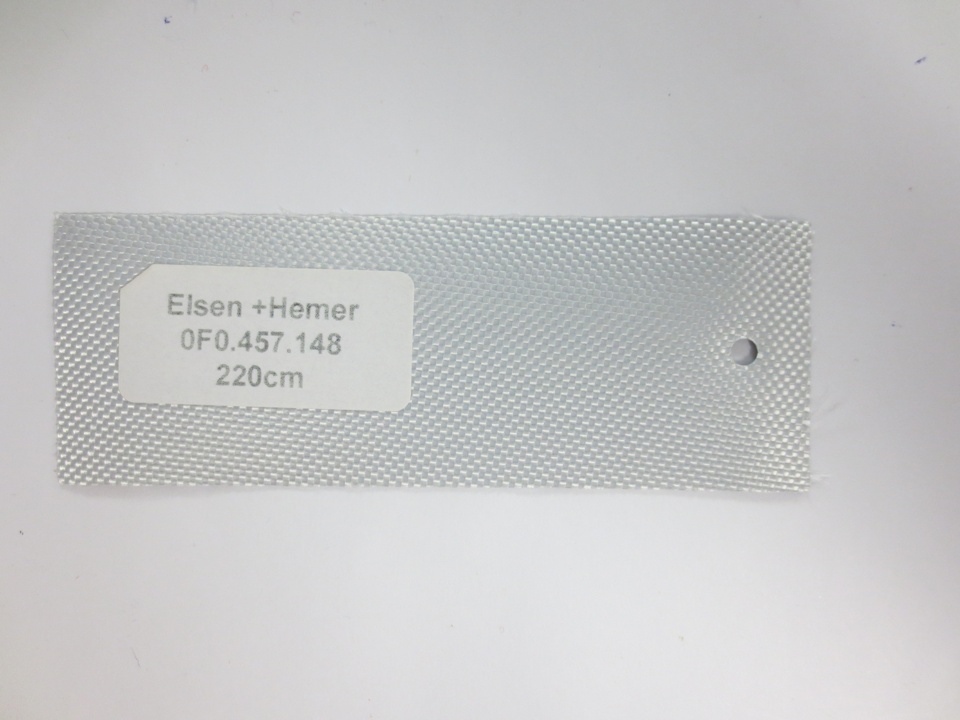 Elsen +Hemer
0F0.457.148
220cm